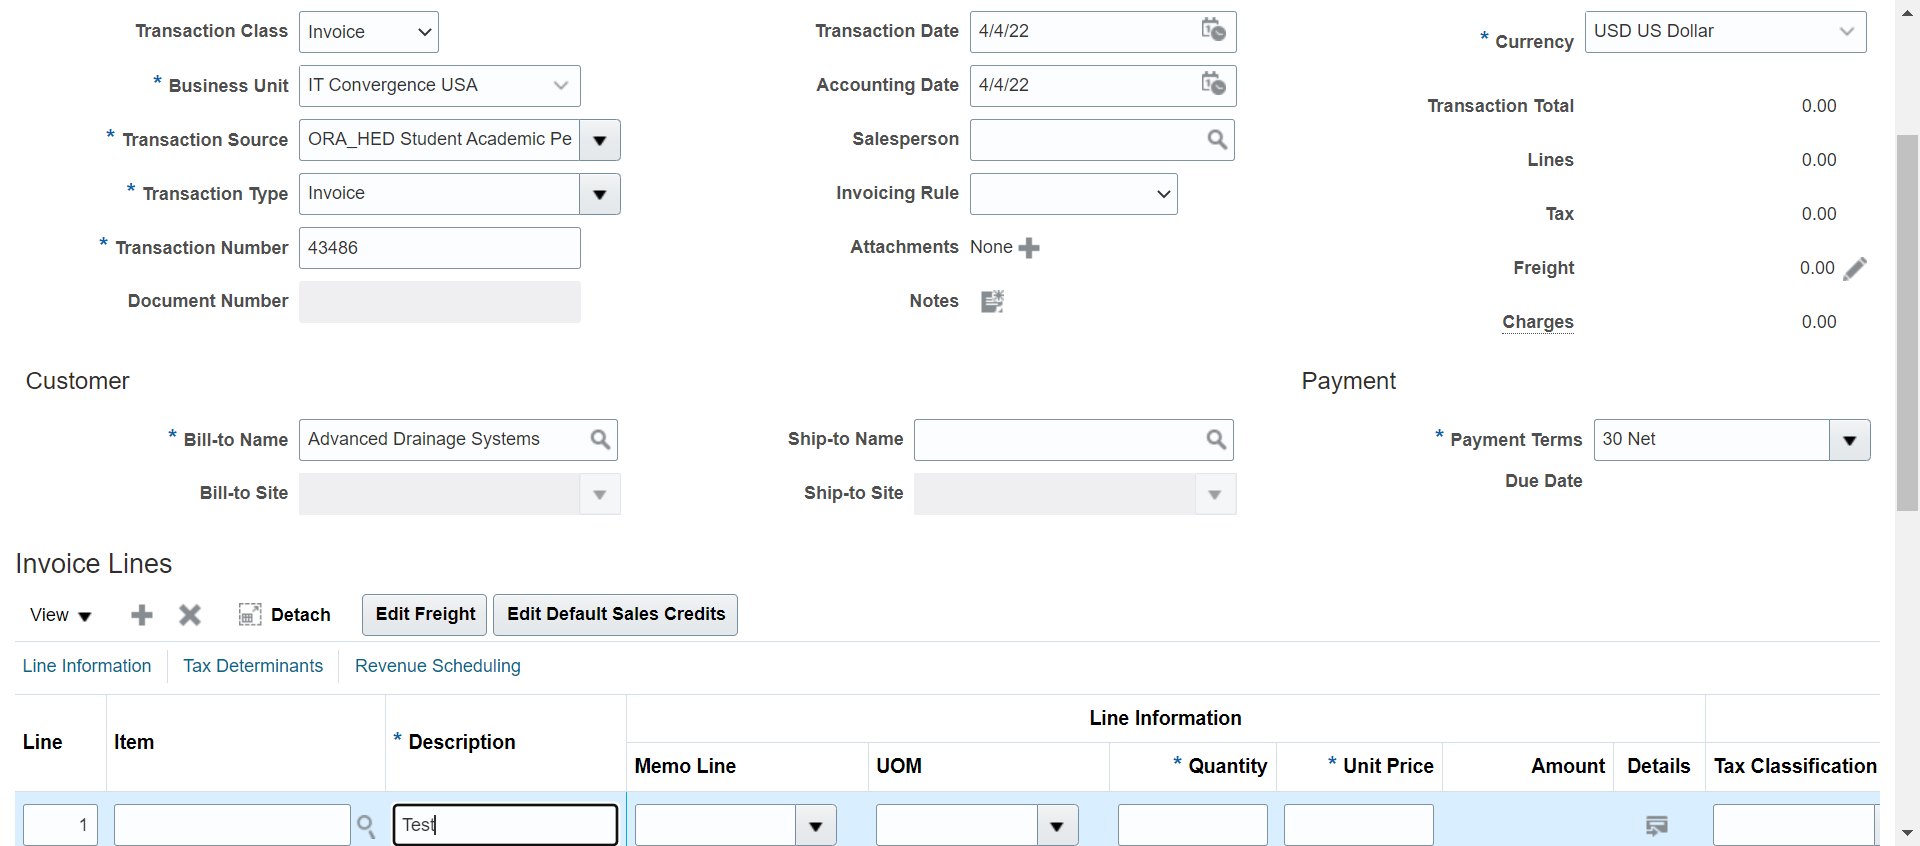 Transaction Class Invoice
* Business Unit IT Convergence USA
* Transaction Source ORA_HED Student Academic Pe
* Transaction Type Invoice
* Transaction Number 43486
Document Number
Transaction Date 4/4/22
Accounting Date 4/4/22
Salesperson
Invoicing Rule
Attachments None
Notes
* Currency USD US Dollar
Transaction Total 0.00
Lines 0.00
Tax 0.00
Freight 0.00
Charges 0.00
Customer
* Bill-to Name Advanced Drainage Systems
Bill-to Site
Ship-to Name
Ship-to Site
Payment
* Payment Terms 30 Net
Due Date
Invoice Lines
View Detach Edit Freight Edit Default Sales Credits
Line Information Tax Determinants Revenue Scheduling
Line Information
Line Item * Description
Memo Line UOM * Quantity * Unit Price Amount Details Tax Classification
1 Test